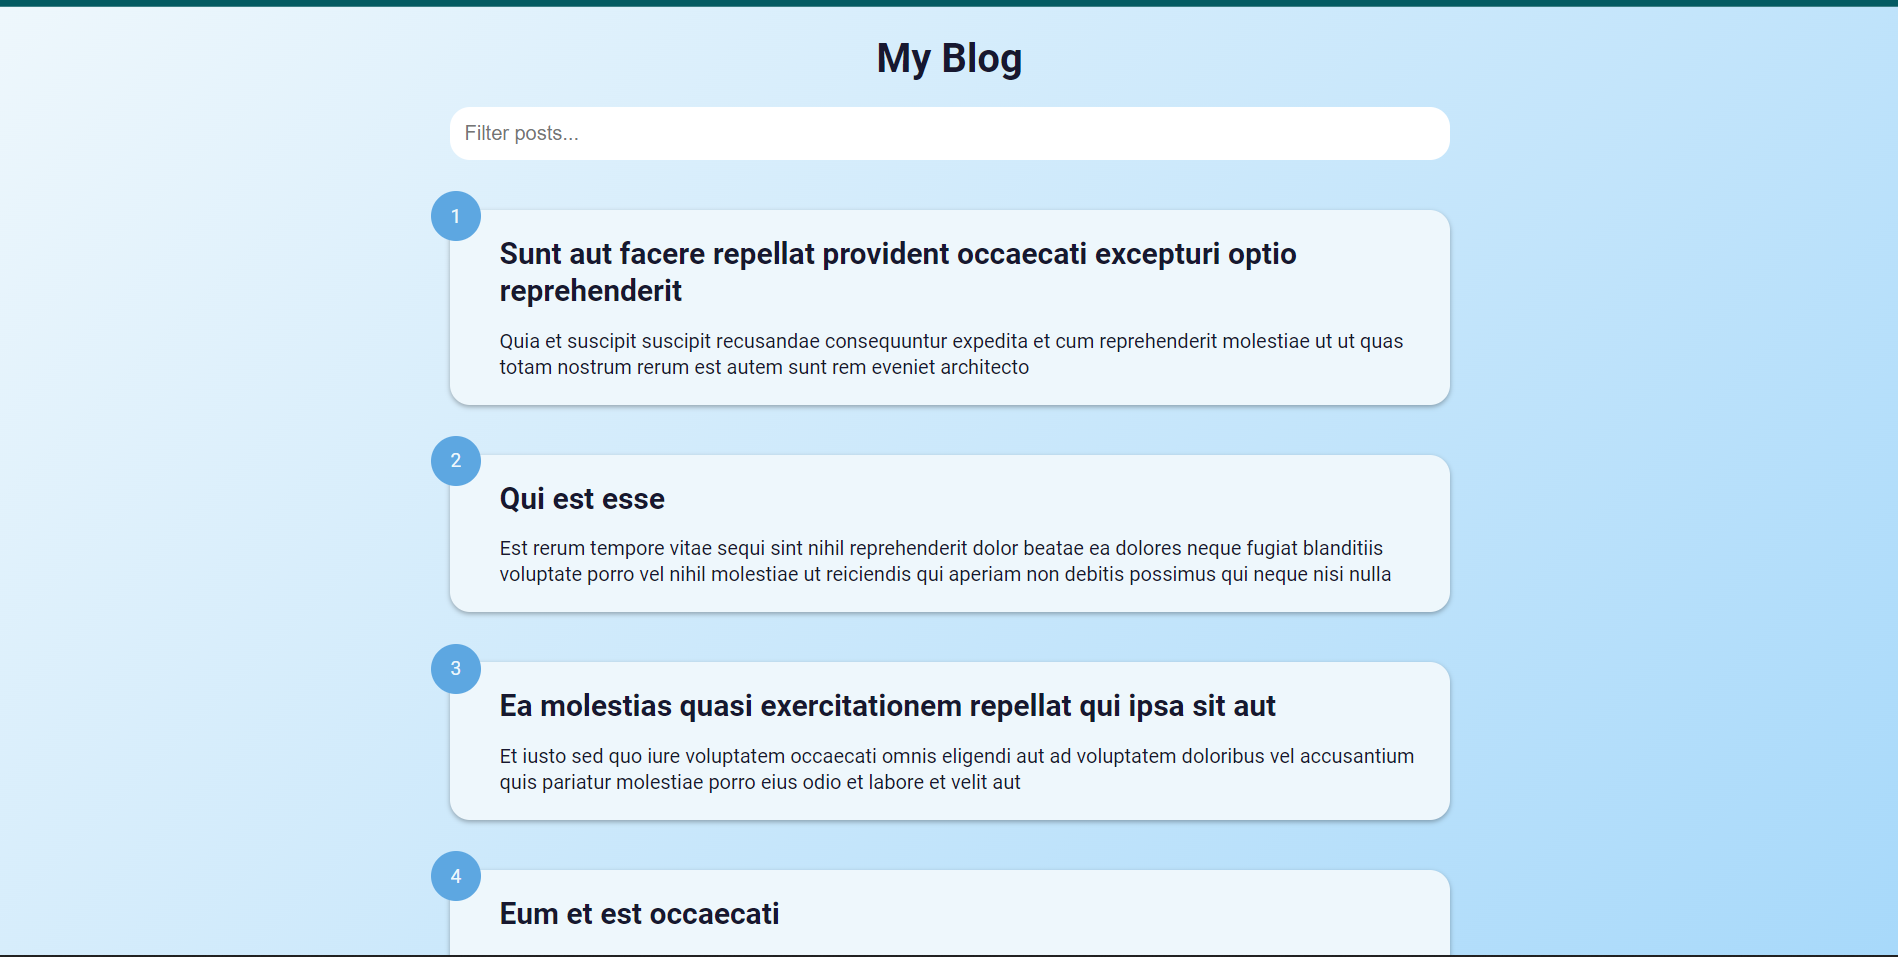 My Blog
Filter posts...
1
Sunt aut facere repellat provident occaecati excepturi optio
reprehenderit
Quia et suscipit suscipit recusandae consequuntur expedita et cum reprehenderit molestiae ut ut quas
totam nostrum rerum est autem sunt rem eveniet architecto
2
Qui est esse
Est rerum tempore vitae sequi sint nihil reprehenderit dolor beatae ea dolores neque fugiat blanditiis
voluptate porro vel nihil molestiae ut reiciendis qui aperiam non debitis possimus qui neque nisi nulla
3
Ea molestias quasi exercitationem repellat qui ipsa sit aut
Et iusto sed quo iure voluptatem occaecati omnis eligendi aut ad voluptatem doloribus vel accusantium
quis pariatur molestiae porro eius odio et labore et velit aut
4
Eum et est occaecati